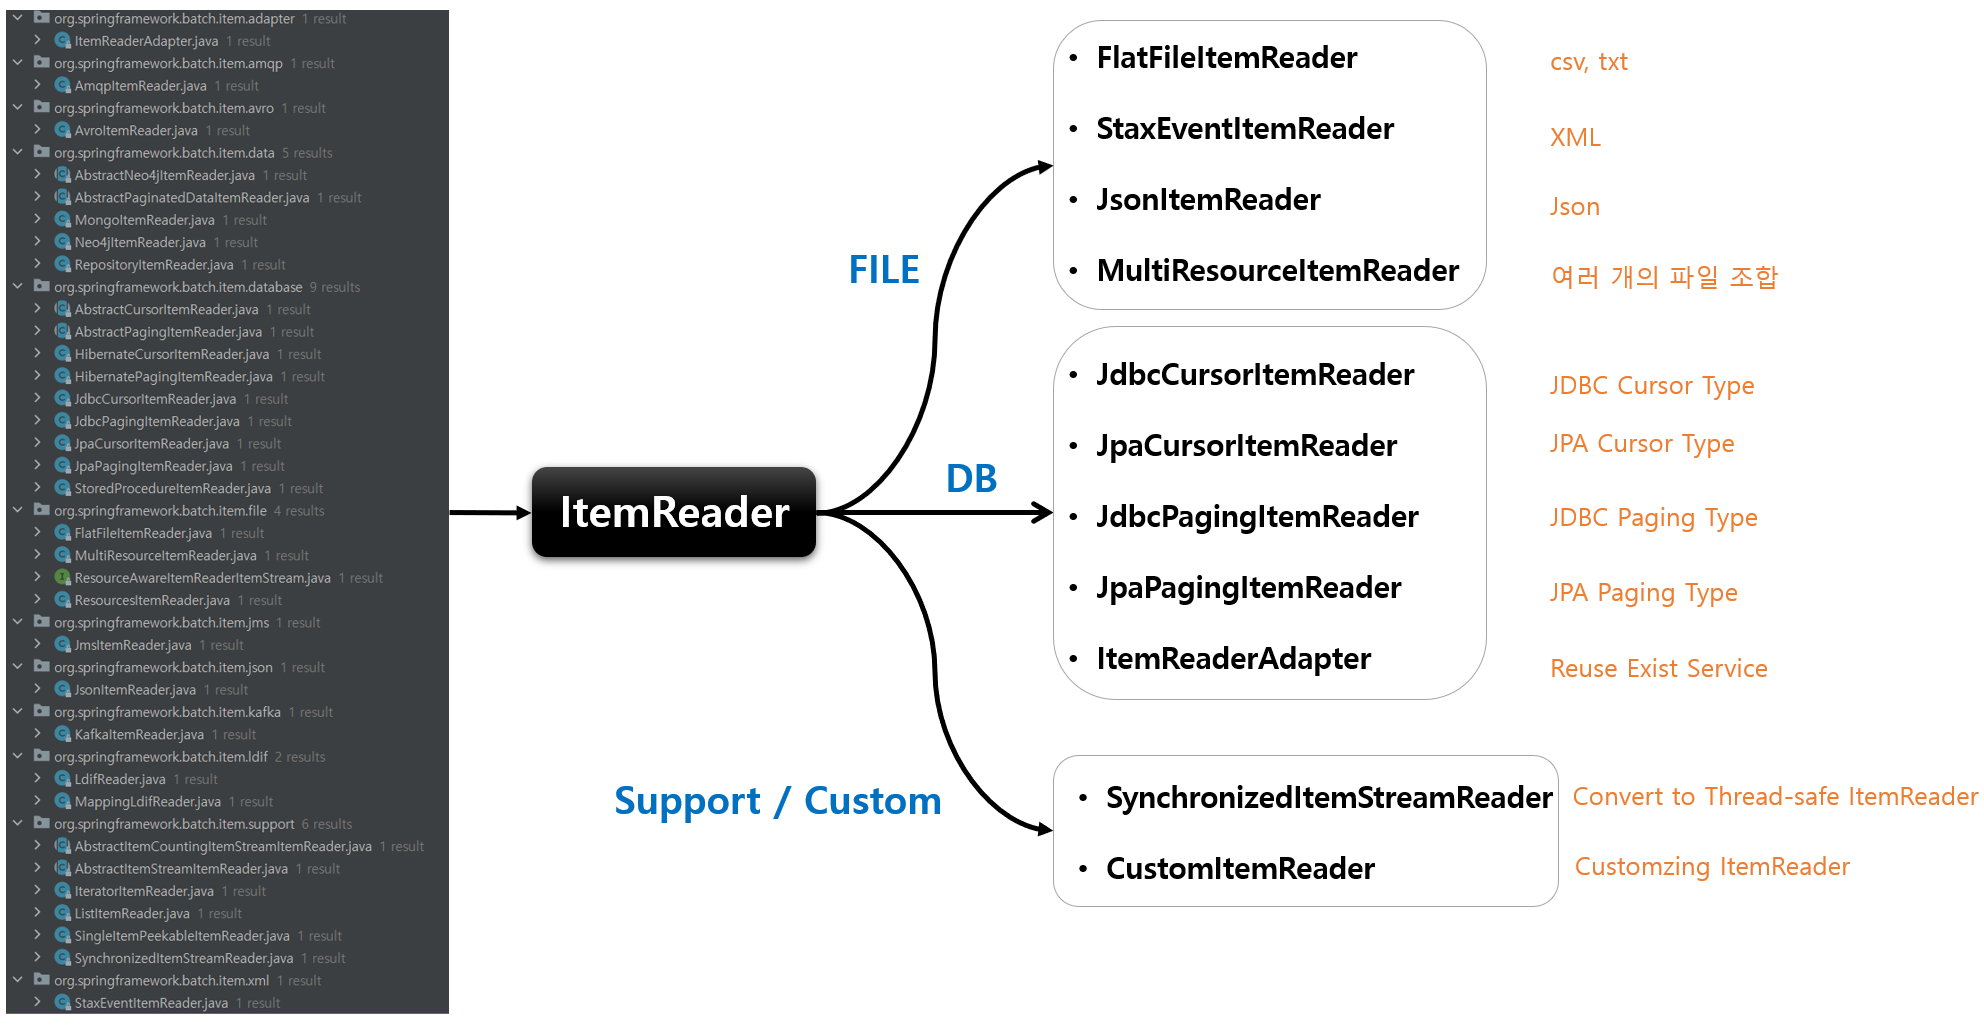 org.springframework.batch.item.adapter 1 result
ItemReaderAdapter.java 1 result
org.springframework.batch.item.amqp 1 result
AmqpItemReader.java 1 result
org.springframework.batch.item.avro 1 result
AvroItemReader.java 1 result
org.springframework.batch.item.data 5 results
AbstractNeo4jItemReader.java 1 result
AbstractPaginatedDataItemReader.java 1 result
MongoItemReader.java 1 result
Neo4jItemReader.java 1 result
RepositoryItemReader.java 1 result
org.springframework.batch.item.database 9 results
AbstractCursorItemReader.java 1 result
AbstractPagingItemReader.java 1 result
HibernateCursorItemReader.java 1 result
HibernatePagingItemReader.java 1 result
JdbcCursorItemReader.java 1 result
JdbcPagingItemReader.java 1 result
JpaCursorItemReader.java 1 result
JpaPagingItemReader.java 1 result
StoredProcedureItemReader.java 1 result
org.springframework.batch.item.file 4 results
FlatFileItemReader.java 1 result
MultiResourceItemReader.java 1 result
ResourceAwareItemReaderItemStream.java 1 result
ResourcesItemReader.java 1 result
org.springframework.batch.item.jms 1 result
JmsItemReader.java 1 result
org.springframework.batch.item.json 1 result
JsonItemReader.java 1 result
org.springframework.batch.item.kafka 1 result
KafkaItemReader.java 1 result
org.springframework.batch.item.ldif 2 results
LdifReader.java 1 result
MappingLdifReader.java 1 result
org.springframework.batch.item.support 6 results
AbstractItemCountingItemStreamItemReader.java 1 result
AbstractItemStreamItemReader.java 1 result
IteratorItemReader.java 1 result
ListItemReader.java 1 result
SingleItemPeekableItemReader.java 1 result
SynchronizedItemStreamReader.java 1 result
org.springframework.batch.item.xml 1 result
StaxEventItemReader.java 1 result
ItemReader
FILE
• FlatFileItemReader csv, txt
• StaxEventItemReader XML
• JsonItemReader Json
• MultiResourceItemReader 여러 개의 파일 조합
DB
• JdbcCursorItemReader JDBC Cursor Type
• JpaCursorItemReader JPA Cursor Type
• JdbcPagingItemReader JDBC Paging Type
• JpaPagingItemReader JPA Paging Type
• ItemReaderAdapter Reuse Exist Service
Support / Custom
• SynchronizedItemStreamReader Convert to Thread-safe ItemReader
• CustomItemReader Customzing ItemReader